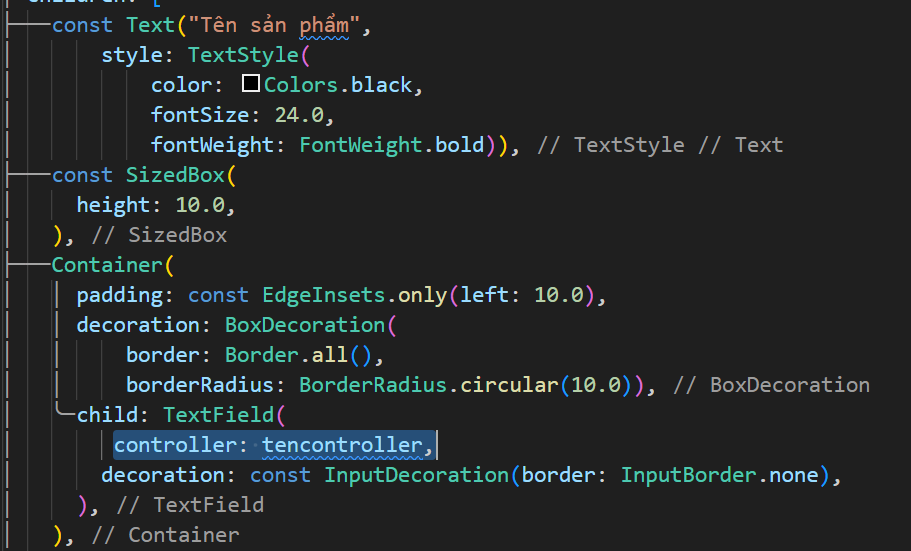 children: [
const Text("Tên sản phẩm",
style: TextStyle(
color: Colors.black,
fontSize: 24.0,
fontWeight: FontWeight.bold)), // TextStyle // Text
const SizedBox(
height: 10.0,
), // SizedBox
Container(
padding: const EdgeInsets.only(left: 10.0),
decoration: BoxDecoration(
border: Border.all(),
borderRadius: BorderRadius.circular(10.0)), // BoxDecoration
child: TextField(
controller: tencontroller,
decoration: const InputDecoration(border: InputBorder.none),
), // TextField
), // Container